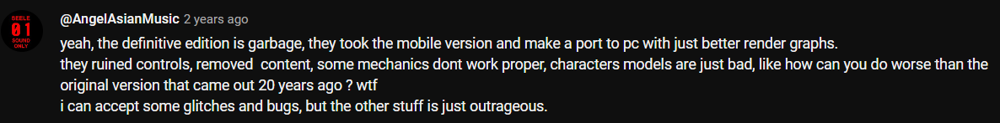 SEELE
01
SOUND
ONLY
@AngelAsianMusic 2 years ago
yeah, the definitive edition is garbage, they took the mobile version and make a port to pc with just better render graphs.
they ruined controls, removed  content, some mechanics dont work proper, characters models are just bad, like how can you do worse than the
original version that came out 20 years ago ? wtf
i can accept some glitches and bugs, but the other stuff is just outrageous.